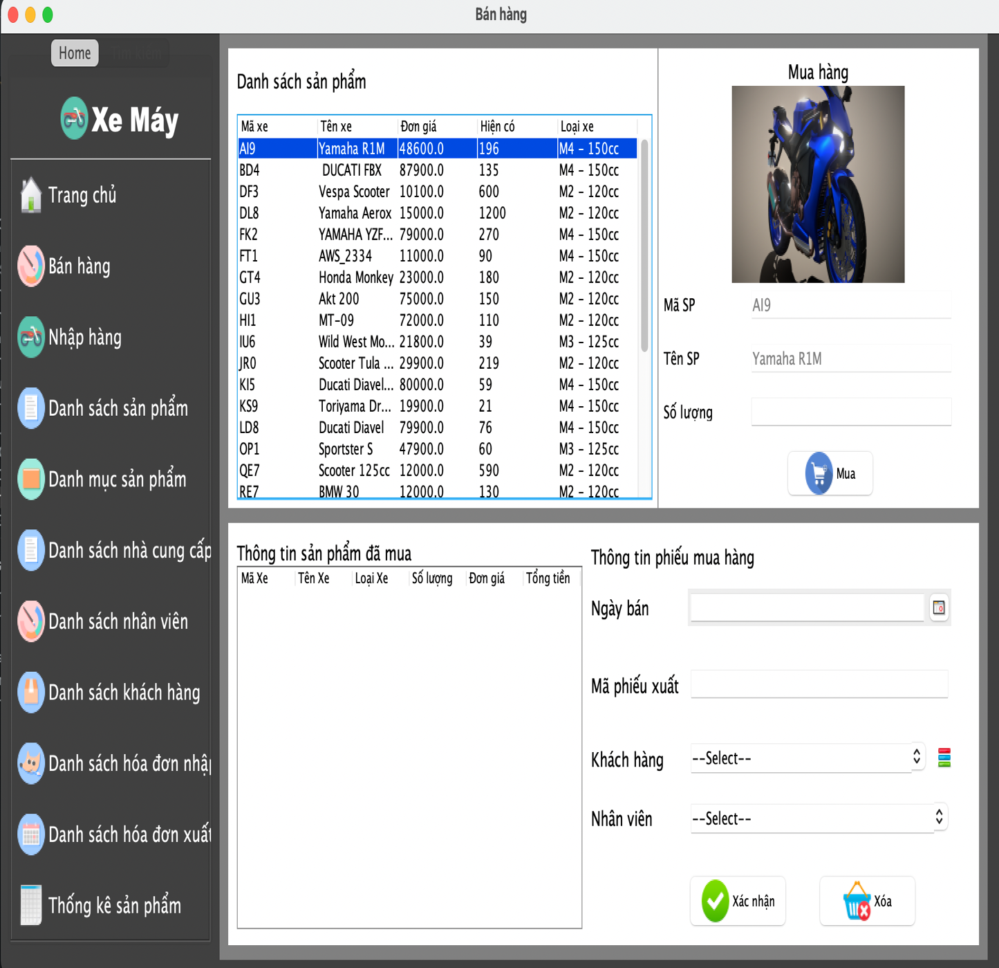 Bán hàng
Home
Tìm kiếm
Xe Máy
Trang chủ
Bán hàng
Nhập hàng
Danh sách sản phẩm
Danh mục sản phẩm
Danh sách nhà cung cấp
Danh sách nhân viên
Danh sách khách hàng
Danh sách hóa đơn nhập
Danh sách hóa đơn xuất
Thống kê sản phẩm
Danh sách sản phẩm
Mã xe Tên xe Đơn giá Hiện có Loại xe
AI9 Yamaha R1M 48600.0 196 M4 - 150cc
BD4 DUCATI FBX 87900.0 135 M4 - 150cc
DF3 Vespa Scooter 10100.0 600 M2 - 120cc
DL8 Yamaha Aerox 15000.0 1200 M2 - 120cc
FK2 YAMAHA YZF... 79000.0 270 M4 - 150cc
FT1 AWS_2334 11000.0 90 M4 - 150cc
GT4 Honda Monkey 23000.0 180 M2 - 120cc
GU3 Akt 200 75000.0 150 M2 - 120cc
HI1 MT-09 72000.0 110 M2 - 120cc
IU6 Wild West Mo... 21800.0 39 M3 - 125cc
JR0 Scooter Tula ... 29900.0 219 M2 - 120cc
KI5 Ducati Diavel... 80000.0 59 M4 - 150cc
KS9 Toriyama Dr... 19900.0 21 M4 - 150cc
LD8 Ducati Diavel 79900.0 76 M4 - 150cc
OP1 Sportster S 47900.0 60 M3 - 125cc
QE7 Scooter 125cc 12000.0 590 M2 - 120cc
RE7 BMW 30 12000.0 130 M2 - 120cc
Mua hàng
Mã SP AI9
Tên SP Yamaha R1M
Số lượng
Mua
Thông tin sản phẩm đã mua
Mã Xe Tên Xe Loại Xe Số lượng Đơn giá Tổng tiền
Thông tin phiếu mua hàng
Ngày bán
Mã phiếu xuất
Khách hàng --Select--
Nhân viên --Select--
Xác nhận
Xóa